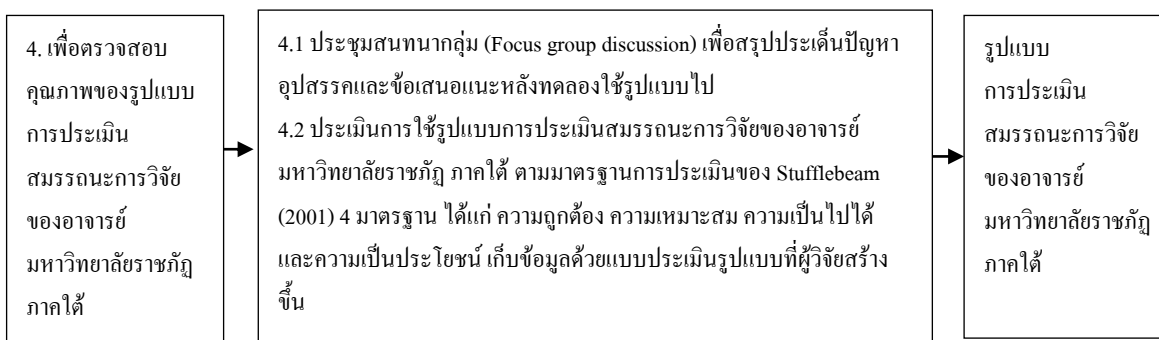 4. เพื่อตรวจสอบ
คุณภาพของรูปแบบ
การประเมิน
สมรรถนะการวิจัย
ของอาจารย์
มหาวิทยาลัยราชภัฏ
ภาคใต้
4.1 ประชุมสนทนากลุ่ม (Focus group discussion) เพื่อสรุปประเด็นปัญหา
อุปสรรคและข้อเสนอแนะหลังทดลองใช้รูปแบบไป
4.2 ประเมินการใช้รูปแบบการประเมินสมรรถนะการวิจัยของอาจารย์
มหาวิทยาลัยราชภัฏ ภาคใต้ ตามมาตรฐานการประเมินของ Stufflebeam
(2001) 4 มาตรฐาน ได้แก่ ความถูกต้อง ความเหมาะสม ความเป็นไปได้
และความเป็นประโยชน์ เก็บข้อมูลด้วยแบบประเมินรูปแบบที่ผู้วิจัยสร้าง
ขึ้น
รูปแบบ
การประเมิน
สมรรถนะการวิจัย
ของอาจารย์
มหาวิทยาลัยราชภัฏ
ภาคใต้